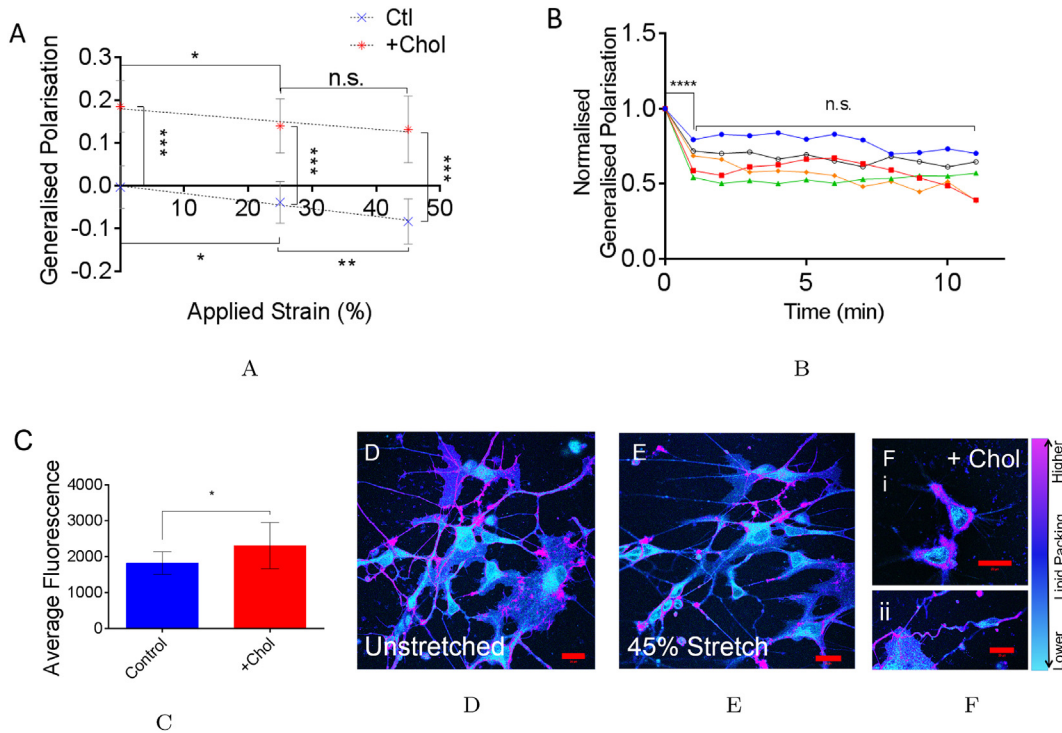 A
Ctl
+Chol
Generalised Polarisation
0.3
0.2
0.1
0.0
-0.1
-0.2
10 20 30 40 50
*
n.s.
***
***
***
*
**
Applied Strain (%)
A
B
Normalised
Generalised Polarisation
1.5
1.0
0.5
0.0
****
n.s.
0 5 10
Time (min)
B
C
Average Fluorescence
4000
3000
2000
1000
0
*
Control
+Chol
C
D
Unstretched
D
E
45% Stretch
E
F + Chol
i
ii
Lower Lipid Packing Higher
F